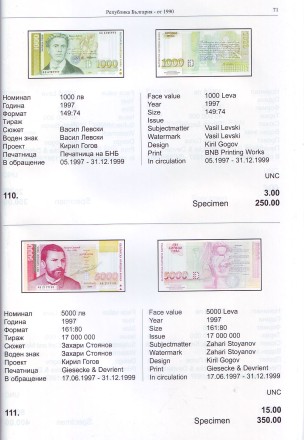 Република България - от 1990 71
1000
1000
Номинал 1000 лв Face value 1000 Leva
Година 1997 Year 1997
Формат 149:74 Size 149:74
Тираж Issue
Сюжет Васил Левски Subjectmatter Vasil Levski
Воден знак Васил Левски Watermark Vasil Levski
Проект Кирил Гогов Design Kiril Gogov
Печатница Печатница на БНБ Print BNB Printing Works
В обращение 05.1997 - 31.12.1999 In circulation 05.1997 - 31.12.1999
UNC
110. 3.00
Specimen 250.00
5000
5000
Номинал 5000 лв Face value 5000 Leva
Година 1997 Year 1997
Формат 161:80 Size 161:80
Тираж 17 000 000 Issue 17 000 000
Сюжет Захари Стоянов Subjectmatter Zahari Stoyanov
Воден знак Захари Стоянов Watermark Zahari Stoyanov
Проект Кирил Гогов Design Kiril Gogov
Печатница Giesecke & Devrient Print Giesecke & Devrient
В обращение 17.06.1997 - 31.12.1999 In circulation 17.06.1997 - 31.12.1999
UNC
111. 15.00
Specimen 350.00